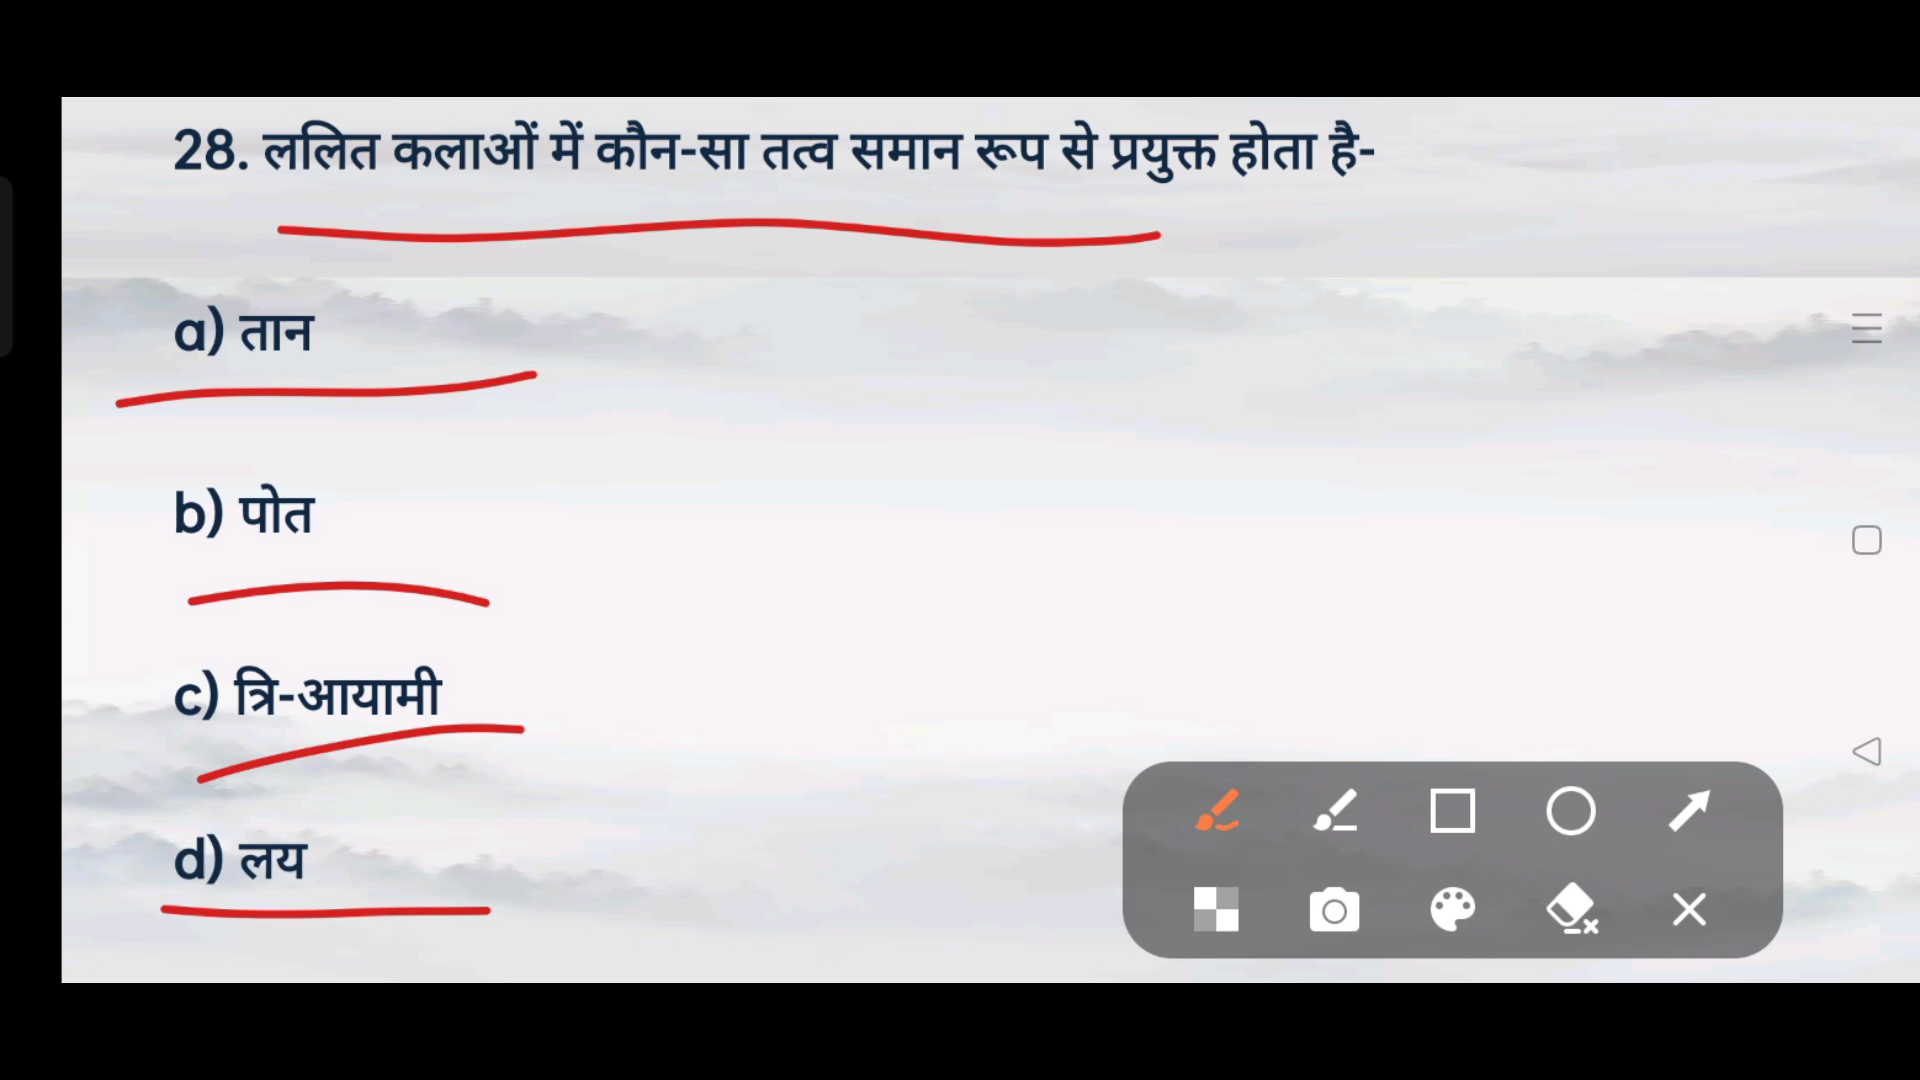 28. ललित कलाओं में कौन-सा तत्व समान रूप से प्रयुक्त होता है-
a) तान
b) पोत
c) त्रि-आयामी
d) लय